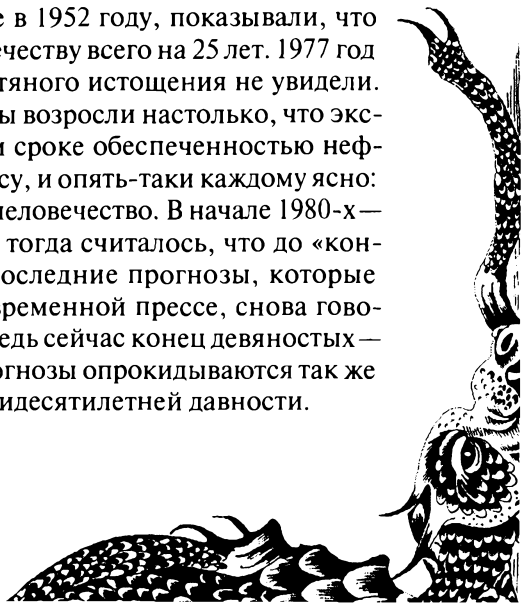 е в 1952 году, показывали, что
ечеству всего на 25 лет. 1977 год
тяного истощения не увидели.
ы возросли настолько, что экс-
и сроке обеспеченностью неф-
су, и опять-таки каждому ясно:
человечество. В начале 1980-х—
тогда считалось, что до «кон-
последние прогнозы, которые
временной прессе, снова гово-
едь сейчас конец девяностых—
огнозы опрокидываются так же
идесятилетней давности.